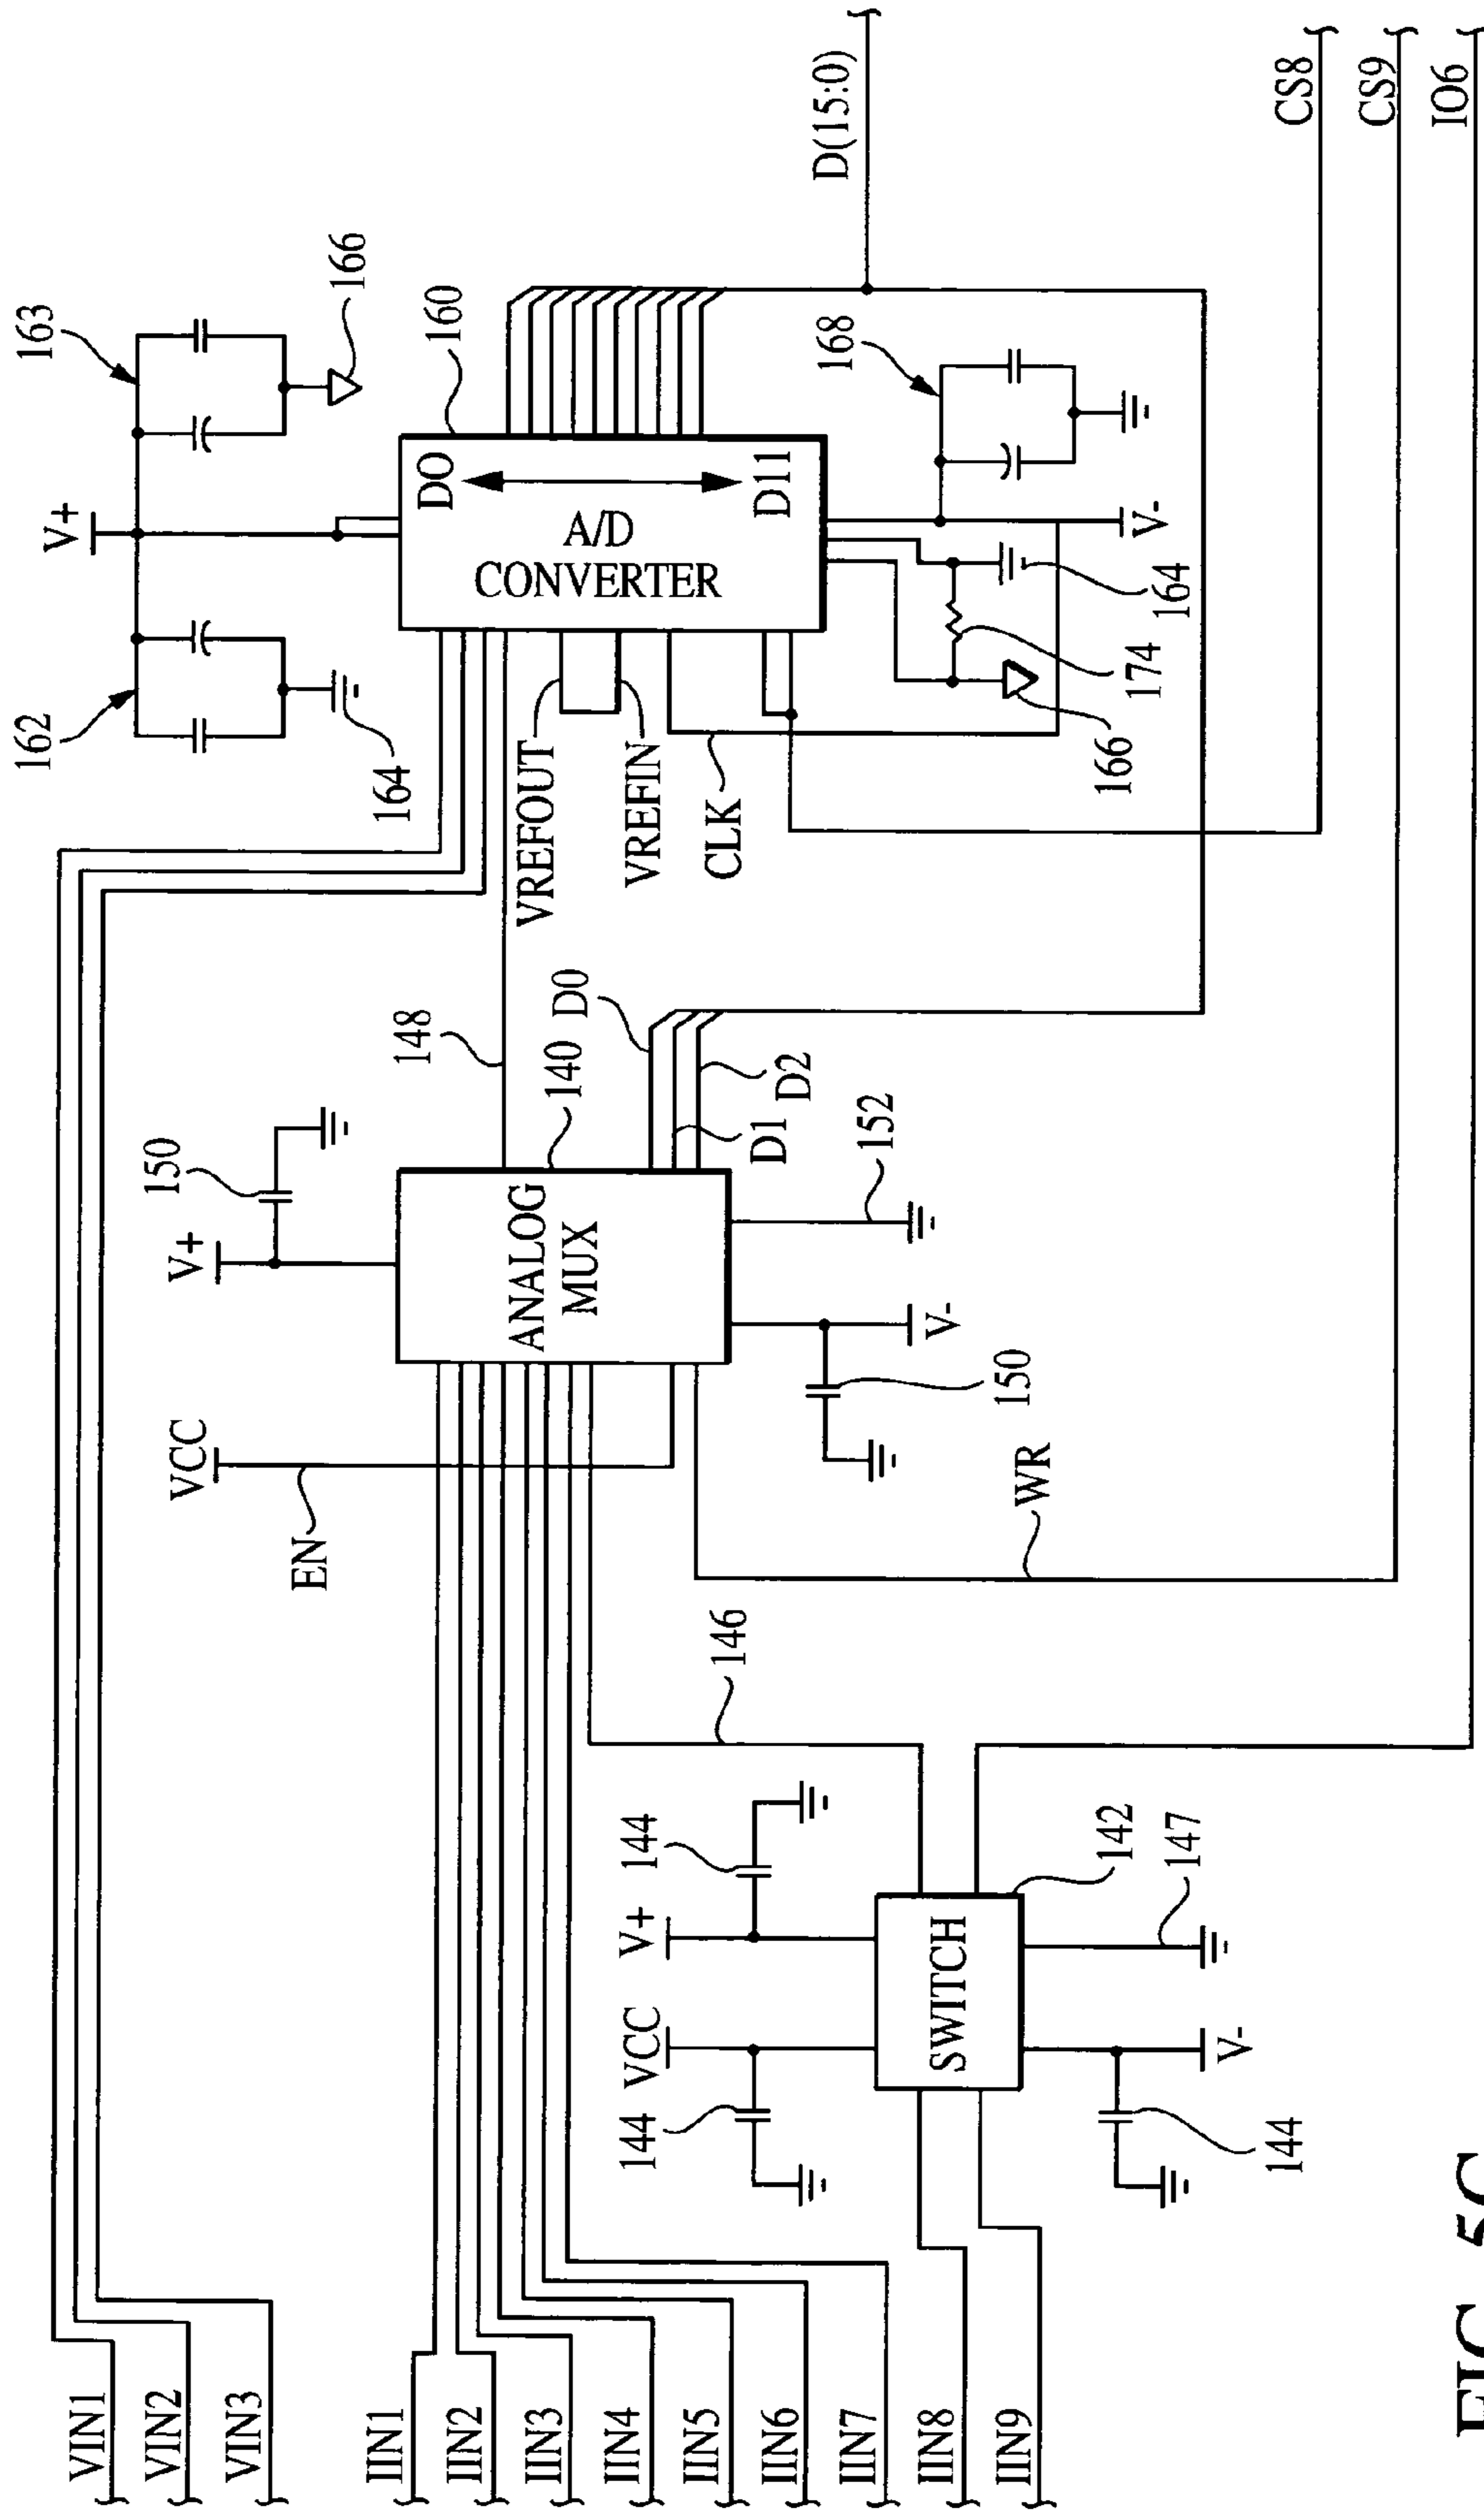 VIN1
VIN2
VIN3
IIN1
IIN2
IIN3
IIN4
IIN5
IIN6
IIN7
IIN8
IIN9
162
V+
163
164
166
160
DO
D11
A/D
CONVERTER
D(15:0)
VREFOUT
VREFIN
CLK
168
V-
164
174
166
148
140
D0
D1
D2
150
V+
ANALOG
MUX
152
V-
150
VCC
EN
WR
146
144
V+
VCC
144
SWITCH
142
147
V-
144
CS8
CS9
IO6